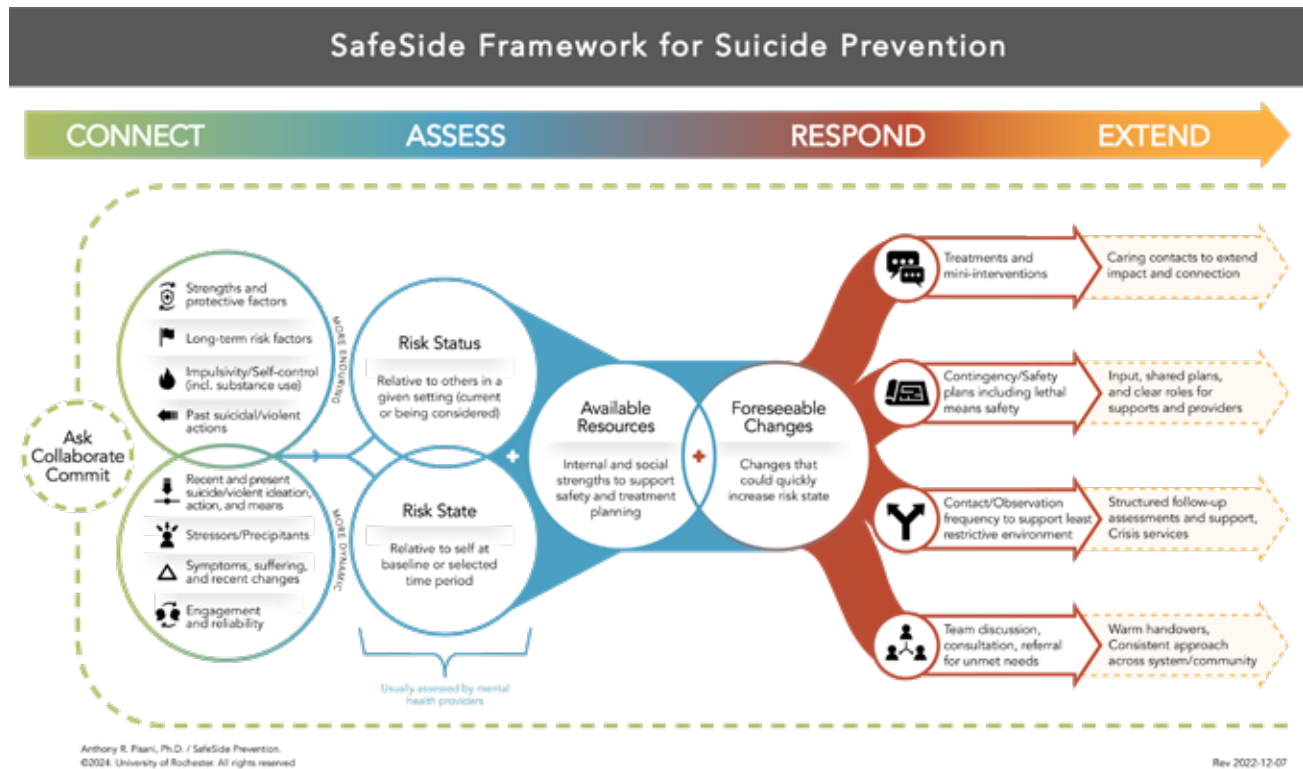 SafeSide Framework for Suicide Prevention
CONNECT
ASSESS
RESPOND
EXTEND
Ask
Collaborate
Commit
Strengths and
protective factors
Long-term risk factors
Impulsivity/Self-control
(incl. substance use)
Past suicidal/violent
actions
MORE ENDURING
Recent and present
suicide/violent ideation,
action, and means
Stressors/Precipitants
Symptoms, suffering,
and recent changes
Engagement
and reliability
MORE DYNAMIC
Risk Status
Relative to others in a
given setting (current
or being considered)
Risk State
Relative to self at
baseline or selected
time period
Usually assessed by mental
health providers
+
Available
Resources
Internal and social
strengths to support
safety and treatment
planning
+
Foreseeable
Changes
Changes that
could quickly
increase risk state
Treatments and
mini-interventions
Caring contacts to extend
impact and connection
Contingency/Safety
plans including lethal
means safety
Input, shared plans,
and clear roles for
supports and providers
Contact/Observation
frequency to support least
restrictive environment
Structured follow-up
assessments and support,
Crisis services
Team discussion,
consultation, referral
for unmet needs
Warm handovers,
Consistent approach
across system/community
Anthony R. Pisani, Ph.D. / SafeSide Prevention.
©2024. University of Rochester. All rights reserved
Rev 2022-12-07